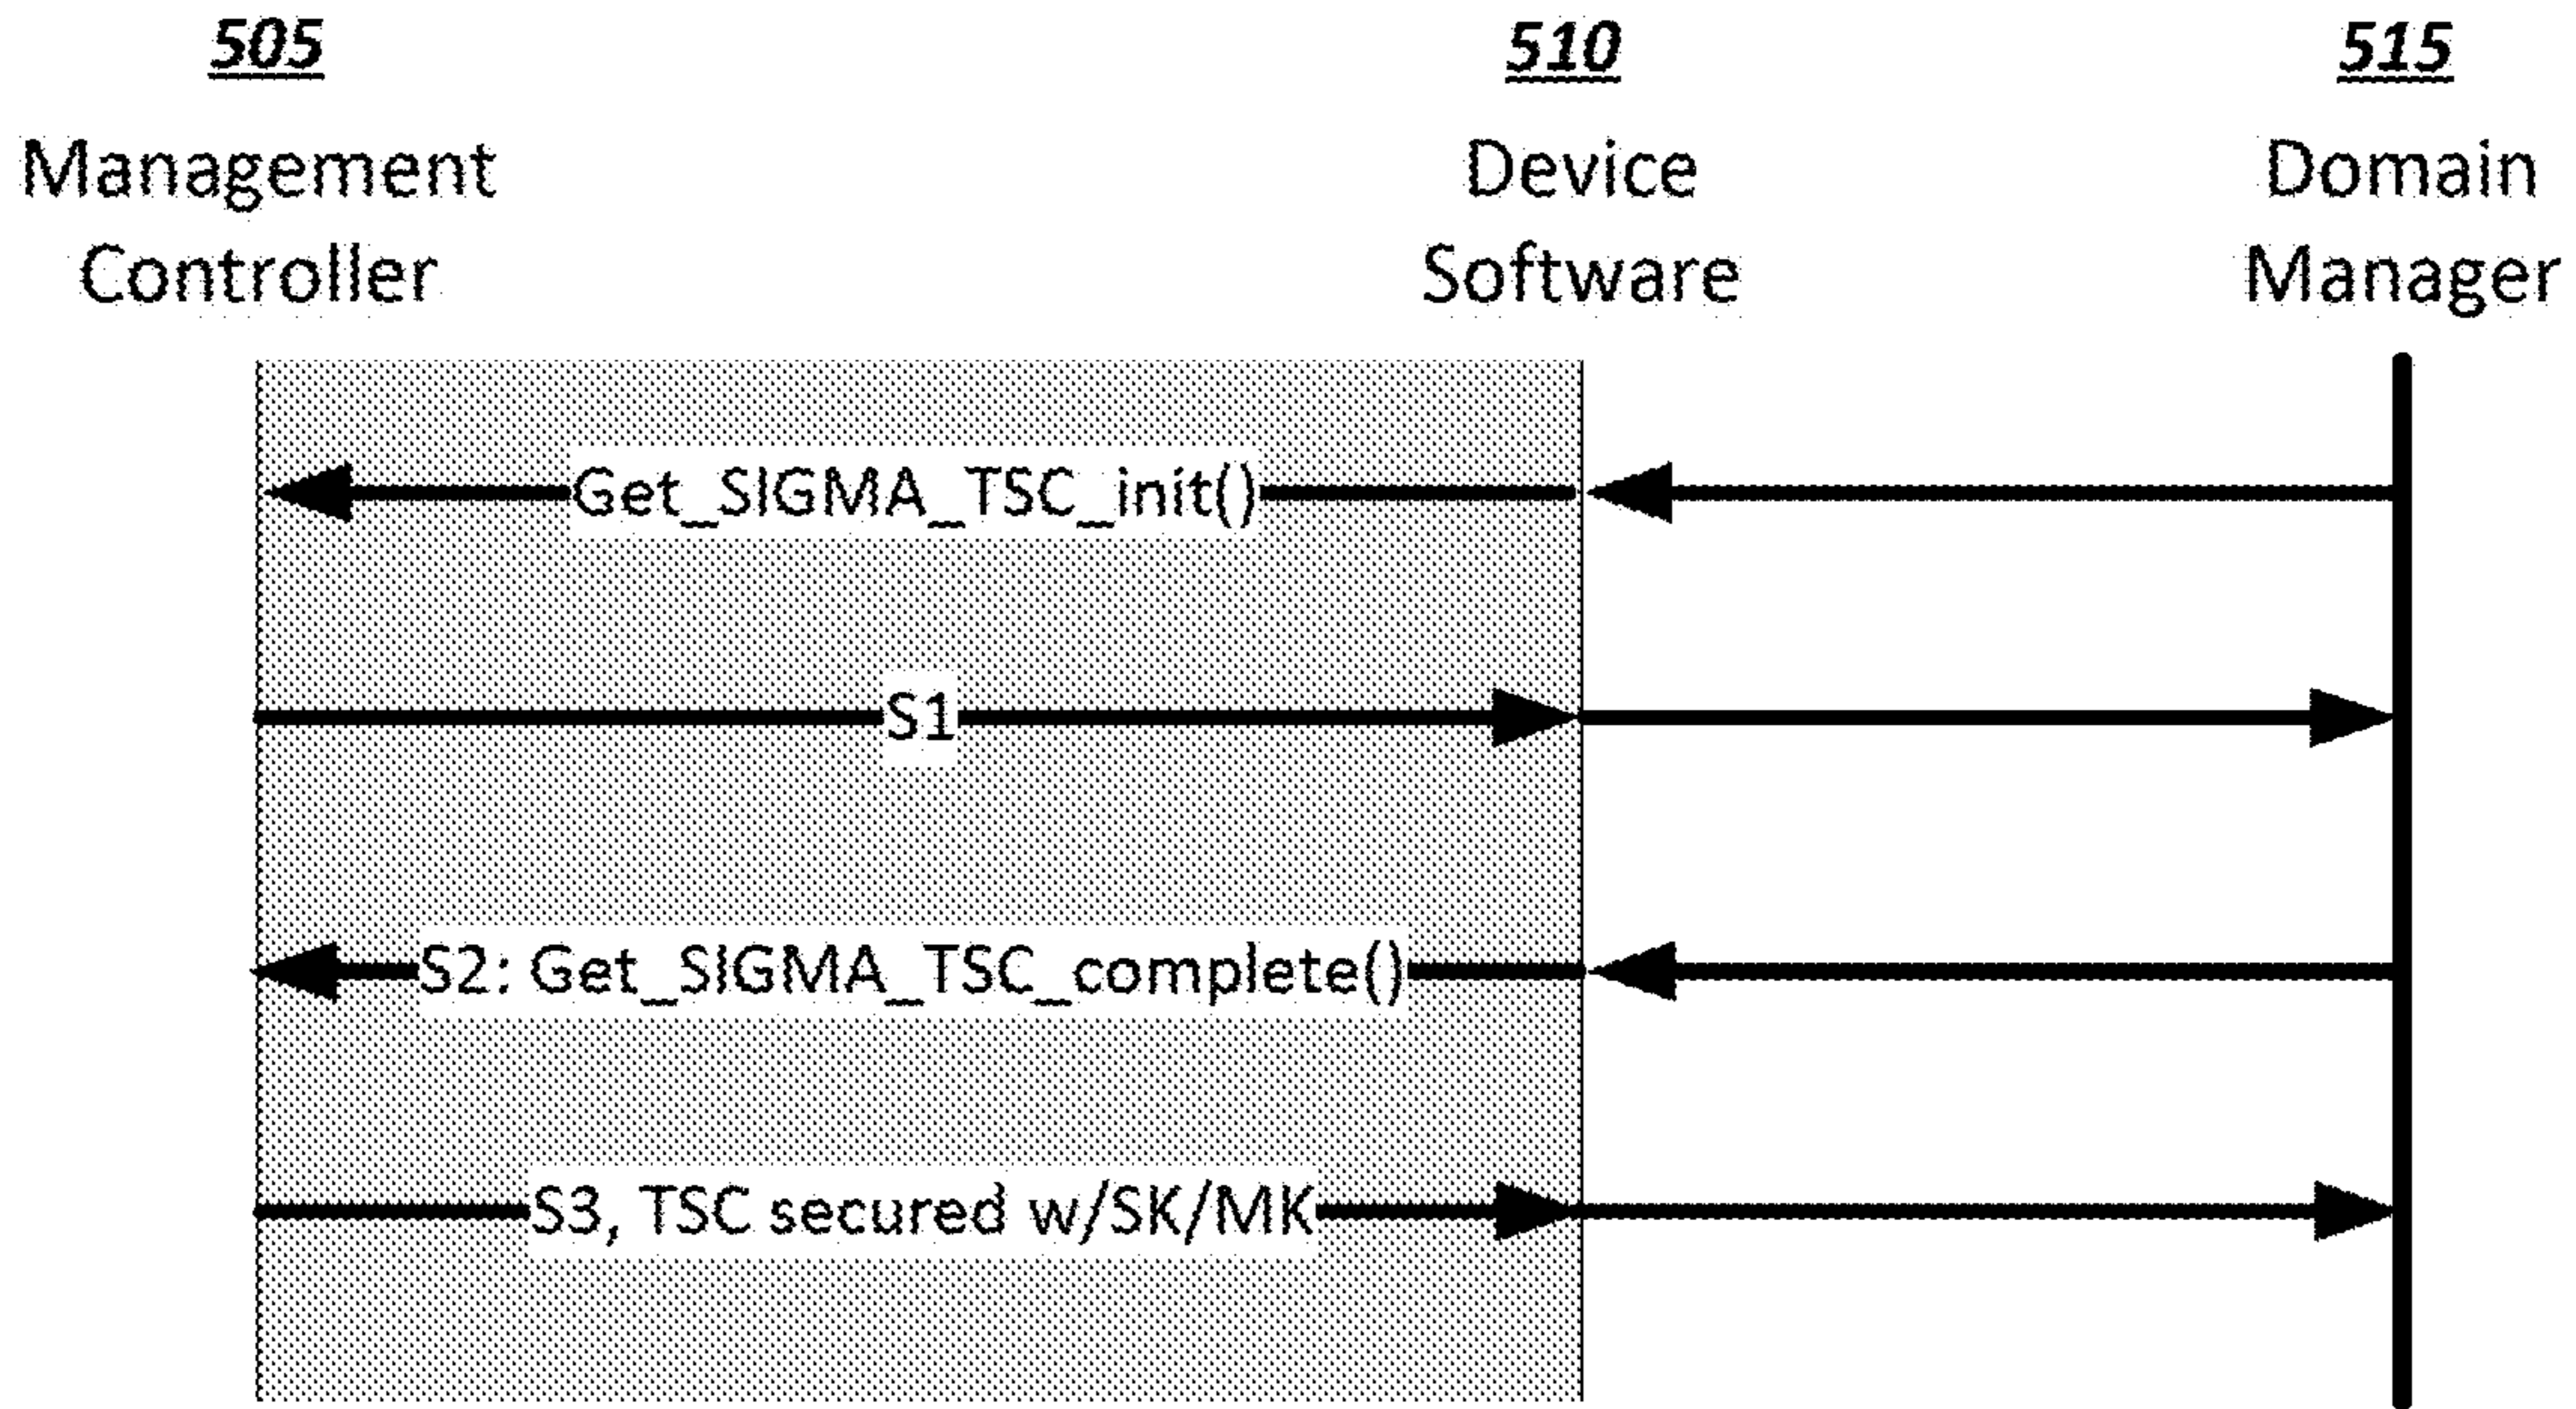 505
Management
Controller
510
Device
Software
515
Domain
Manager
Get_SIGMA_TSC_init()
S1
S2: Get_SIGMA_TSC_complete()
S3, TSC secured w/SK/MK